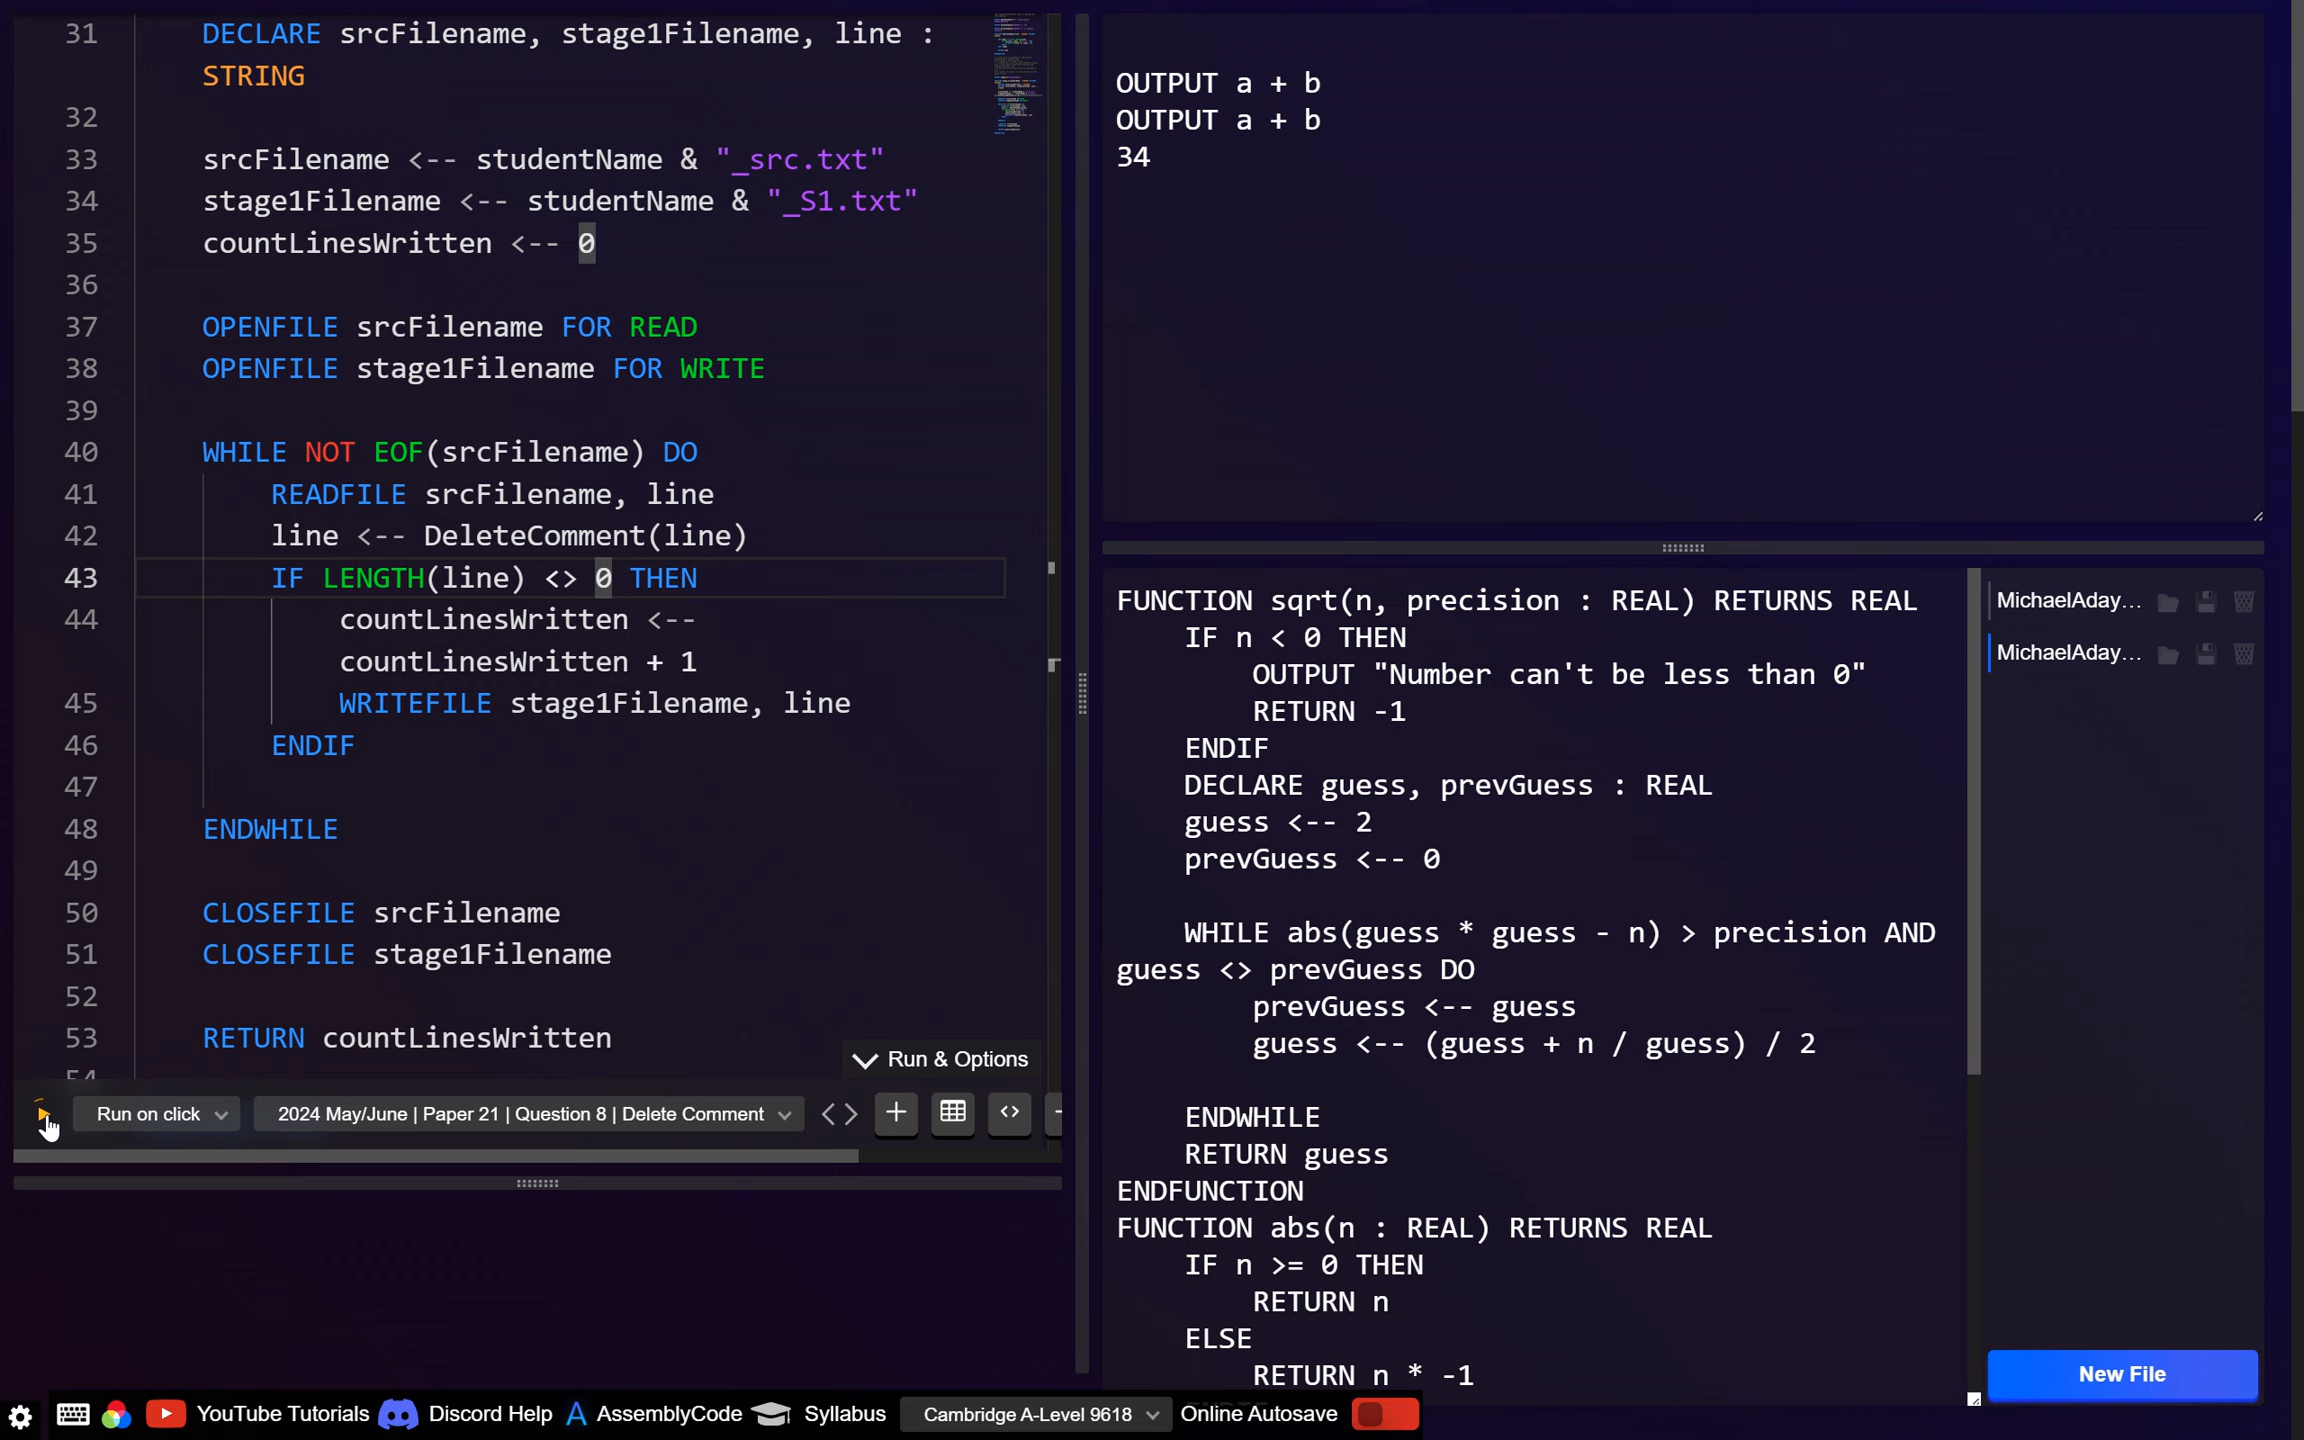 31 DECLARE srcFilename, stage1Filename, line :
STRING
32
33 srcFilename <-- studentName & "_src.txt"
34 stage1Filename <-- studentName & "_S1.txt"
35 countLinesWritten <-- 0
36
37 OPENFILE srcFilename FOR READ
38 OPENFILE stage1Filename FOR WRITE
39
40 WHILE NOT EOF(srcFilename) DO
41 READFILE srcFilename, line
42 line <-- DeleteComment(line)
43 IF LENGTH(line) <> 0 THEN
44 countLinesWritten <--
countLinesWritten + 1
45 WRITEFILE stage1Filename, line
46 ENDIF
47
48 ENDWHILE
49
50 CLOSEFILE srcFilename
51 CLOSEFILE stage1Filename
52
53 RETURN countLinesWritten
54
Run & Options
Run on click
2024 May/June | Paper 21 | Question 8 | Delete Comment
OUTPUT a + b
OUTPUT a + b
34
FUNCTION sqrt(n, precision : REAL) RETURNS REAL
IF n < 0 THEN
OUTPUT "Number can't be less than 0"
RETURN -1
ENDIF
DECLARE guess, prevGuess : REAL
guess <-- 2
prevGuess <-- 0
WHILE abs(guess * guess - n) > precision AND
guess <> prevGuess DO
prevGuess <-- guess
guess <-- (guess + n / guess) / 2
ENDWHILE
RETURN guess
ENDFUNCTION
FUNCTION abs(n : REAL) RETURNS REAL
IF n >= 0 THEN
RETURN n
ELSE
RETURN n * -1
MichaelAday...
MichaelAday...
New File
YouTube Tutorials
Discord Help
AssemblyCode
Syllabus
Cambridge A-Level 9618
Online Autosave